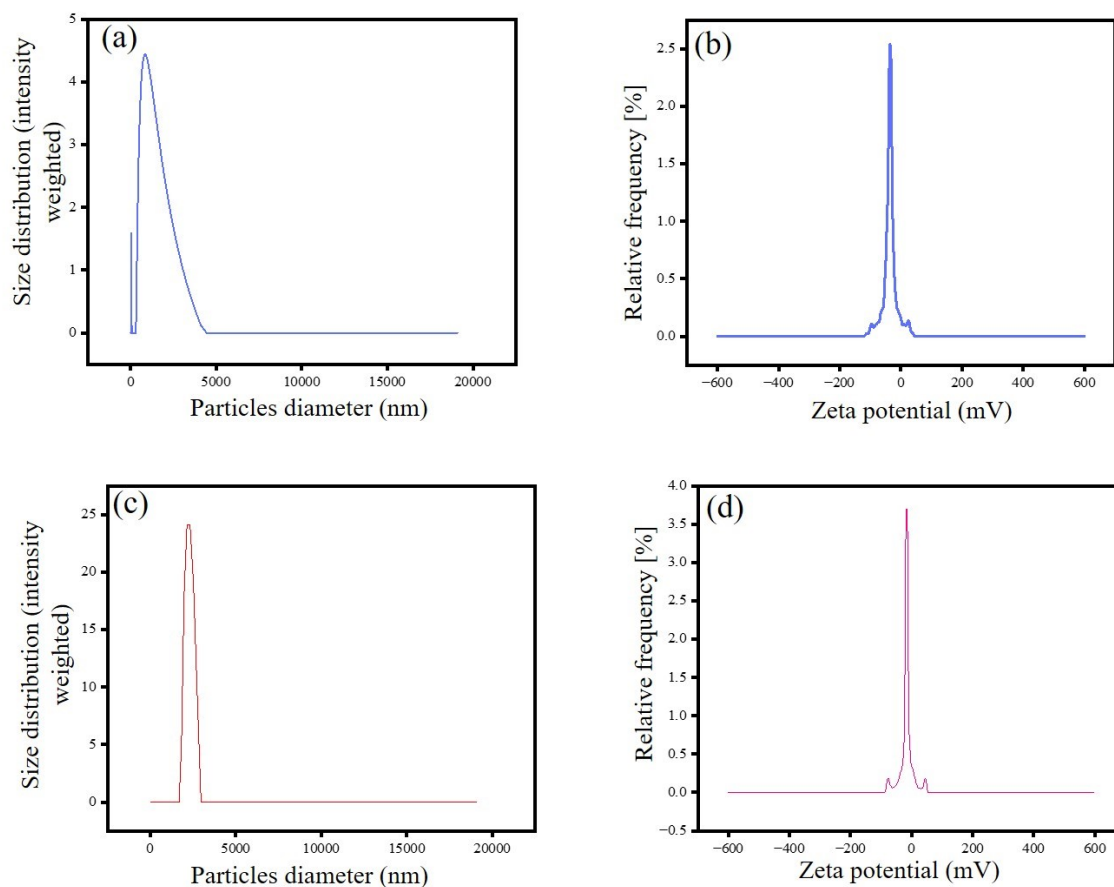 (a)
5
4
3
2
1
0
Size distribution (intensity
weighted)
0 5000 10000 15000 20000
Particles diameter (nm)
(b)
2.5
2.0
1.5
1.0
0.5
0.0
Relative frequency [%]
−600 −400 −200 0 200 400 600
Zeta potential (mV)
(c)
25
20
15
10
5
0
Size distribution (intensity
weighted)
0 5000 10000 15000 20000
Particles diameter (nm)
(d)
4.0
3.5
3.0
2.5
2.0
1.5
1.0
0.5
0.0
−0.5
Relative frequency [%]
−600 −400 −200 0 200 400 600
Zeta potential (mV)